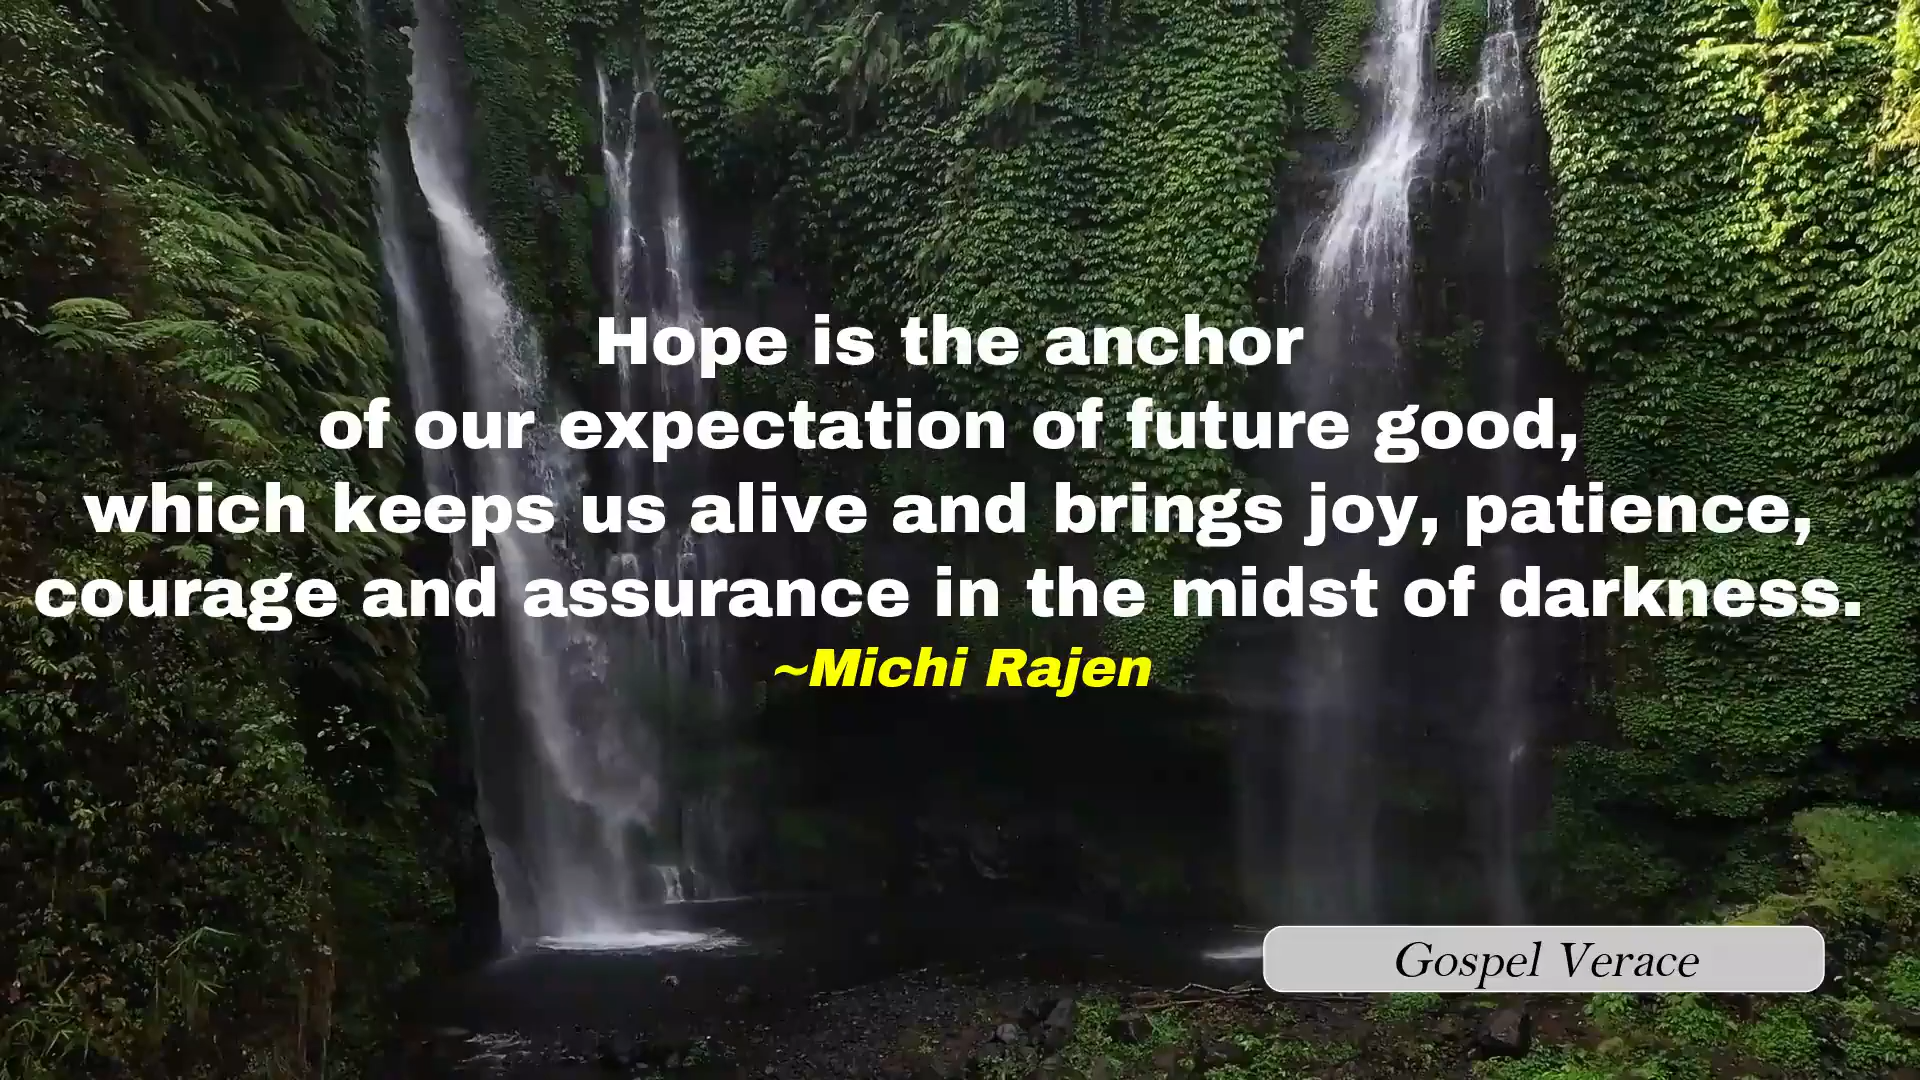 Hope is the anchor
of our expectation of future good,
which keeps us alive and brings joy, patience,
courage and assurance in the midst of darkness.
~Michi Rajen
Gospel Verace